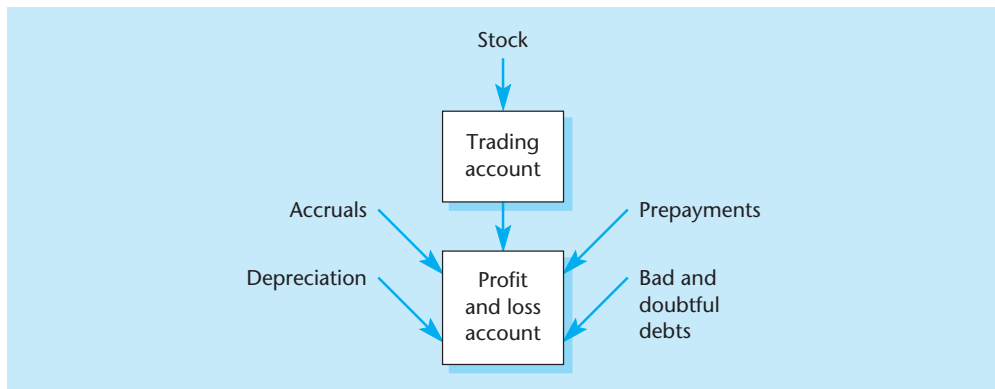 Stock
Trading
account
Accruals
Prepayments
Depreciation
Profit
and loss
account
Bad and
doubtful
debts